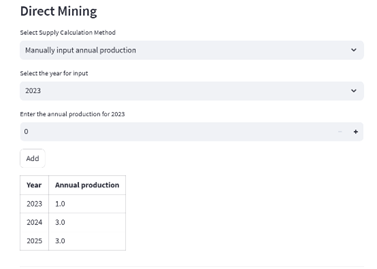 Direct Mining
Select Supply Calculation Method
Manually input annual production
Select the year for input
2023
Enter the annual production for 2023
0 - +
Add
Year Annual production
2023 1.0
2024 3.0
2025 3.0